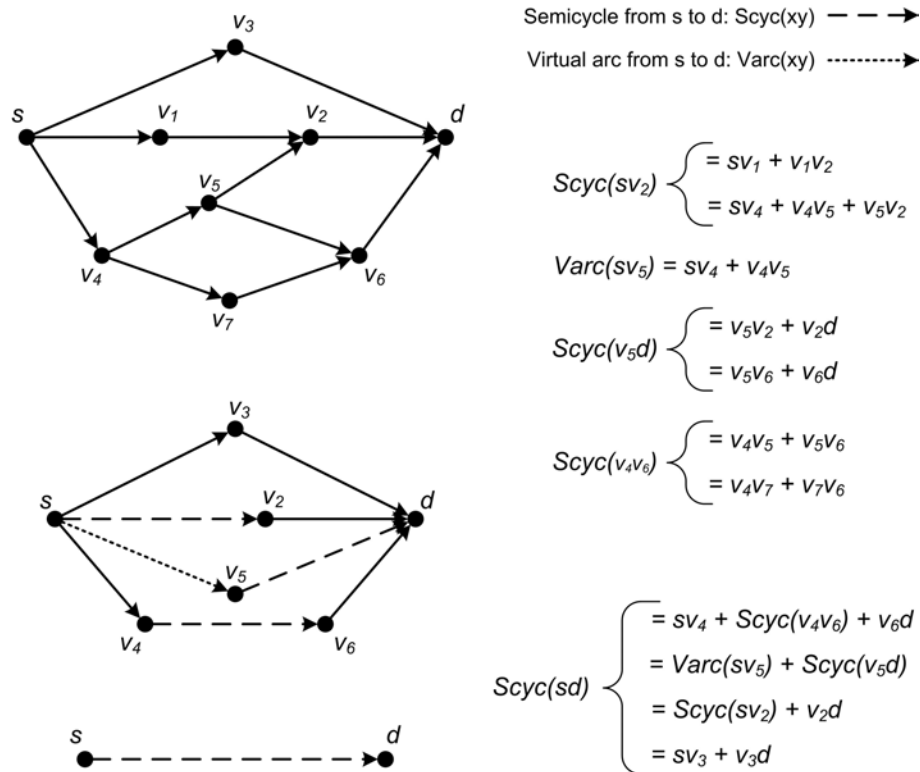 Semicycle from s to d: Scyc(xy)
Virtual arc from s to d: Varc(xy)
v₃
s
v₁
v₂
d
v₅
v₄
v₆
v₇
Scyc(sv₂)
= sv₁ + v₁v₂
= sv₄ + v₄v₅ + v₅v₂
Varc(sv₅) = sv₄ + v₄v₅
Scyc(v₅d)
= v₅v₂ + v₂d
= v₅v₆ + v₆d
Scyc(v₄v₆)
= v₄v₅ + v₅v₆
= v₄v₇ + v₇v₆
v₃
s
v₂
d
v₅
v₄
v₆
Scyc(sd)
= sv₄ + Scyc(v₄v₆) + v₆d
= Varc(sv₅) + Scyc(v₅d)
= Scyc(sv₂) + v₂d
= sv₃ + v₃d
s
d